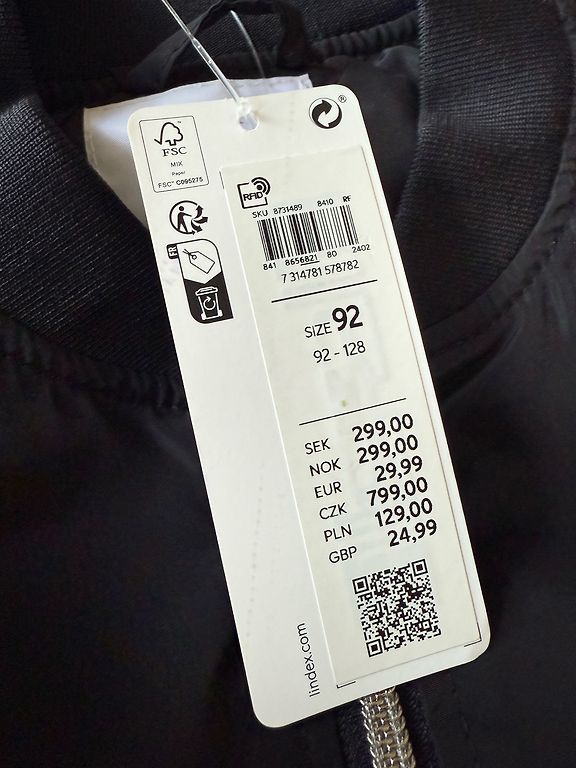 FSC
MIX
Paper
FSC™ C095275
®
FR
RFID
SKU 8731489 8410 RF
841 8656821 80 2402
7 314781 578782
SIZE 92
92 - 128
SEK 299,00
NOK 299,00
EUR 29,99
CZK 799,00
PLN 129,00
GBP 24,99
lindex.com